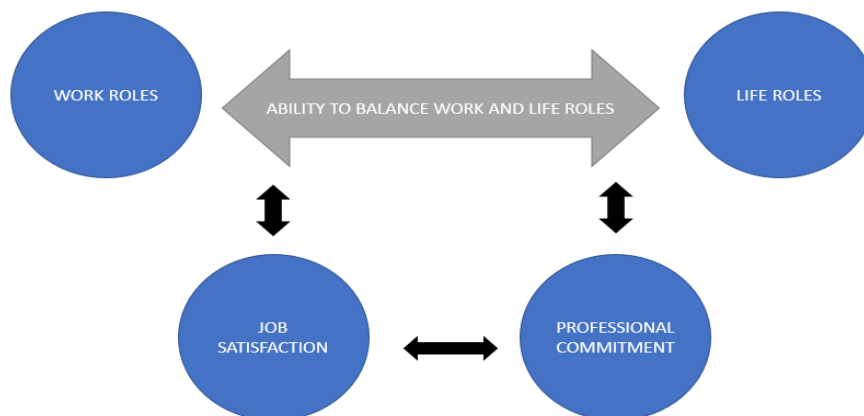 WORK ROLES
ABILITY TO BALANCE WORK AND LIFE ROLES
LIFE ROLES
JOB
SATISFACTION
PROFESSIONAL
COMMITMENT